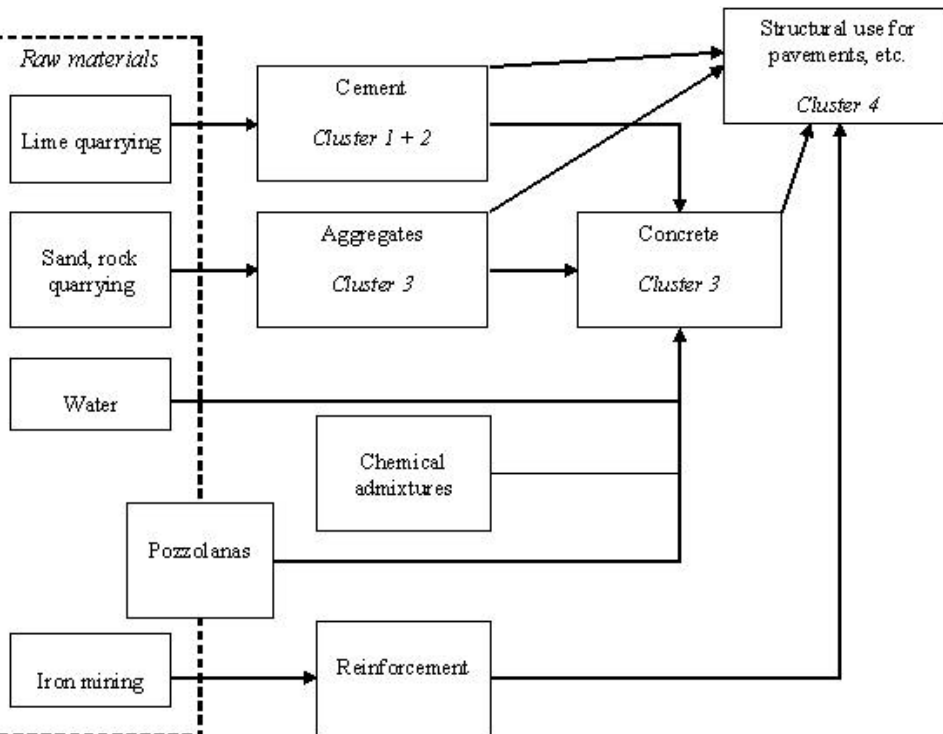 Structural use for
pavements, etc.
Cluster 4
Raw materials
Cement
Cluster 1 + 2
Lime quarrying
Aggregates
Cluster 3
Concrete
Cluster 3
Sand, rock
quarrying
Water
Chemical
admixtures
Pozzolanas
Reinforcement
Iron mining